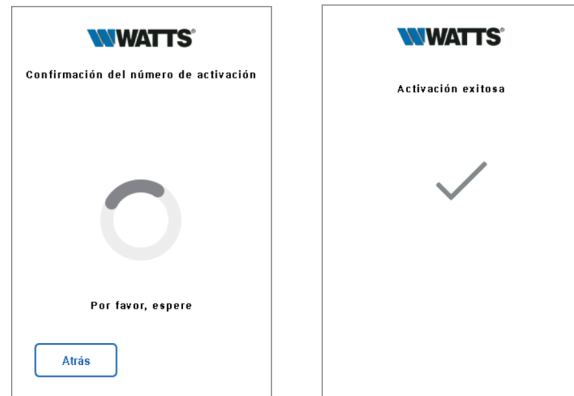 WATTS®
Confirmación del número de activación
Por favor, espere
Atrás
WATTS®
Activación exitosa